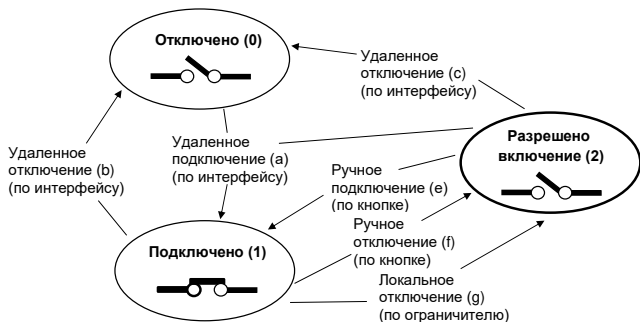 Отключено (0)
Удаленное
отключение (c)
(по интерфейсу)
Удаленное
отключение (b)
(по интерфейсу)
Удаленное
подключение (a)
(по интерфейсу)
Разрешено
включение (2)
Ручное
подключение (e)
(по кнопке)
Ручное
отключение (f)
(по кнопке)
Подключено (1)
Локальное
отключение (g)
(по ограничителю)